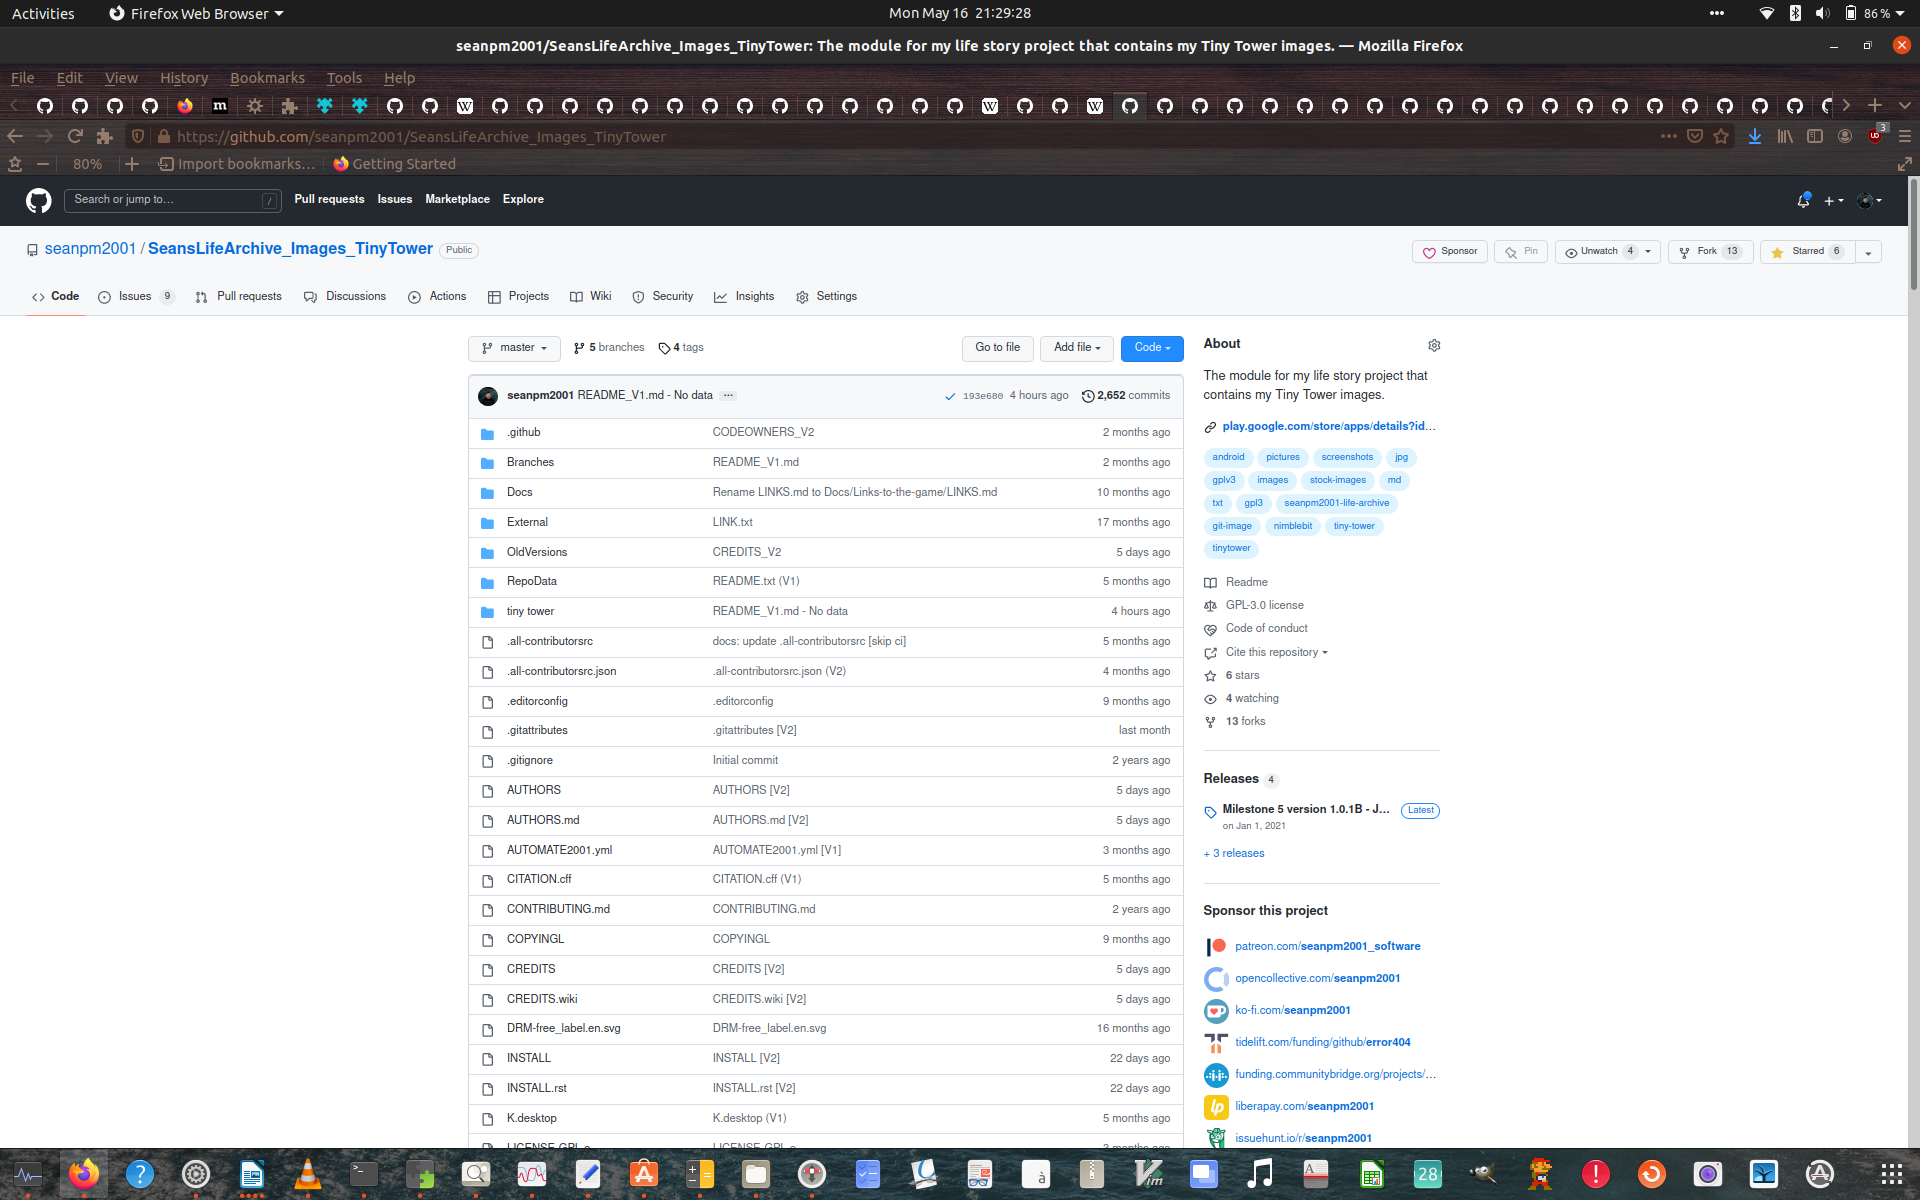 Activities Firefox Web Browser Mon May 16 21:29:28 86 %
seanpm2001/SeansLifeArchive_Images_TinyTower: The module for my life story project that contains my Tiny Tower images. — Mozilla Firefox
File Edit View History Bookmarks Tools Help
https://github.com/seanpm2001/SeansLifeArchive_Images_TinyTower 3
80% Import bookmarks... Getting Started
Search or jump to... / Pull requests Issues Marketplace Explore
seanpm2001 / SeansLifeArchive_Images_TinyTower Public Sponsor Pin Unwatch 4 Fork 13 Starred 6
Code Issues 9 Pull requests Discussions Actions Projects Wiki Security Insights Settings
master 5 branches 4 tags Go to file Add file Code
seanpm2001 README_V1.md - No data ... 193e680 4 hours ago 2,652 commits
.github CODEOWNERS_V2 2 months ago
Branches README_V1.md 2 months ago
Docs Rename LINKS.md to Docs/Links-to-the-game/LINKS.md 10 months ago
External LINK.txt 17 months ago
OldVersions CREDITS_V2 5 days ago
RepoData README.txt (V1) 5 months ago
tiny tower README_V1.md - No data 4 hours ago
.all-contributorsrc docs: update .all-contributorsrc [skip ci] 5 months ago
.all-contributorsrc.json .all-contributorsrc.json (V2) 4 months ago
.editorconfig .editorconfig 9 months ago
.gitattributes .gitattributes [V2] last month
.gitignore Initial commit 2 years ago
AUTHORS AUTHORS [V2] 5 days ago
AUTHORS.md AUTHORS.md [V2] 5 days ago
AUTOMATE2001.yml AUTOMATE2001.yml [V1] 3 months ago
CITATION.cff CITATION.cff (V1) 5 months ago
CONTRIBUTING.md CONTRIBUTING.md 2 years ago
COPYINGL COPYINGL 9 months ago
CREDITS CREDITS [V2] 5 days ago
CREDITS.wiki CREDITS.wiki [V2] 5 days ago
DRM-free_label.en.svg DRM-free_label.en.svg 16 months ago
INSTALL INSTALL [V2] 22 days ago
INSTALL.rst INSTALL.rst [V2] 22 days ago
K.desktop K.desktop (V1) 5 months ago
About
The module for my life story project that
contains my Tiny Tower images.
play.google.com/store/apps/details?id...
android pictures screenshots jpg
gplv3 images stock-images md
txt gpl3 seanpm2001-life-archive
git-image nimblebit tiny-tower
tinytower
Readme
GPL-3.0 license
Code of conduct
Cite this repository
6 stars
4 watching
13 forks
Releases 4
Milestone 5 version 1.0.1B - J... Latest
on Jan 1, 2021
+ 3 releases
Sponsor this project
patreon.com/seanpm2001_software
opencollective.com/seanpm2001
ko-fi.com/seanpm2001
tidelift.com/funding/github/error404
funding.communitybridge.org/projects/...
liberapay.com/seanpm2001
issuehunt.io/r/seanpm2001
28